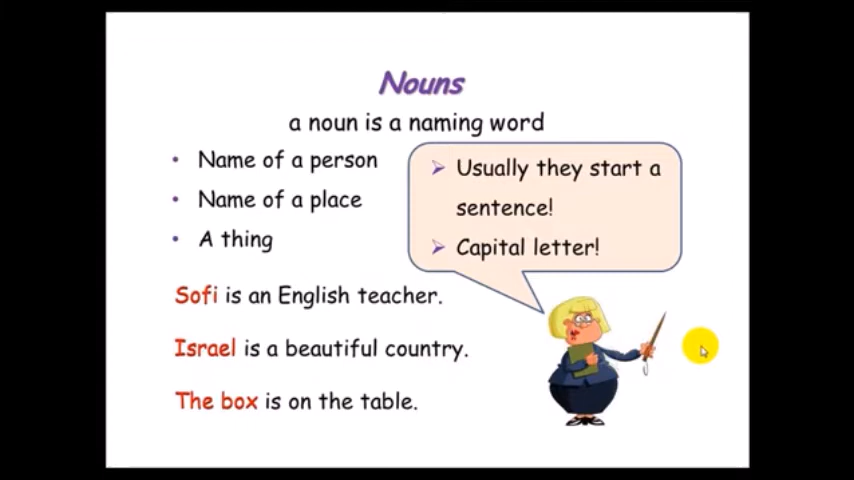 Nouns
a noun is a naming word
• Name of a person
• Name of a place
• A thing
➢ Usually they start a
sentence!
➢ Capital letter!
Sofi is an English teacher.
Israel is a beautiful country.
The box is on the table.